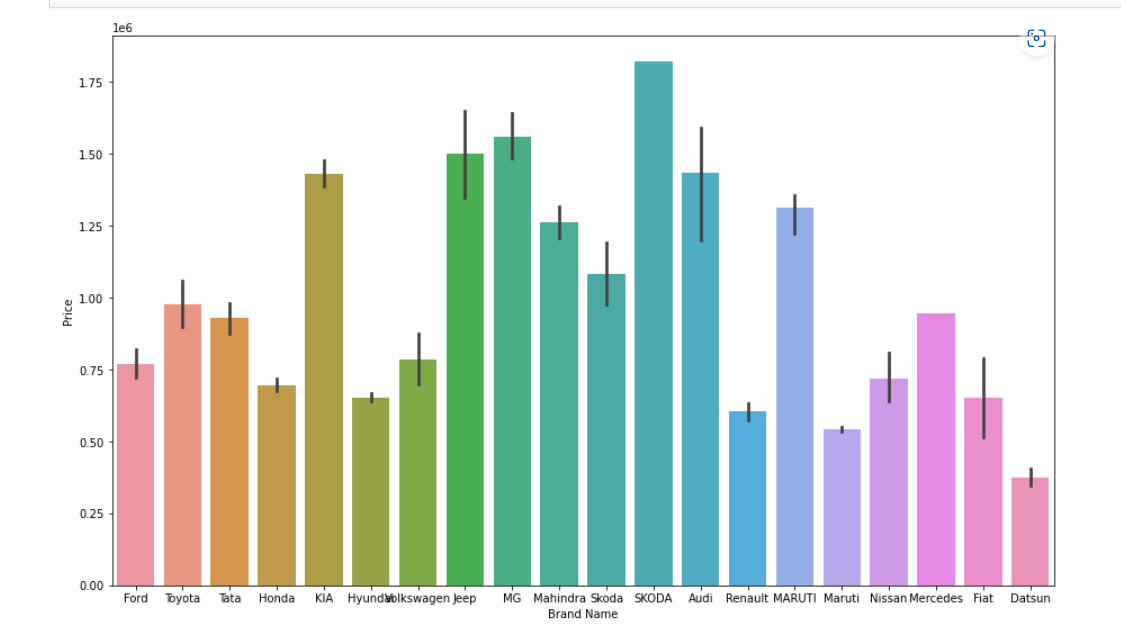 1e6
1.75
1.50
1.25
1.00
0.75
0.50
0.25
0.00
Price
Ford Toyota Tata Honda KIA Hyundai Volkswagen Jeep MG Mahindra Skoda SKODA Audi Renault MARUTI Maruti Nissan Mercedes Fiat Datsun
Brand Name